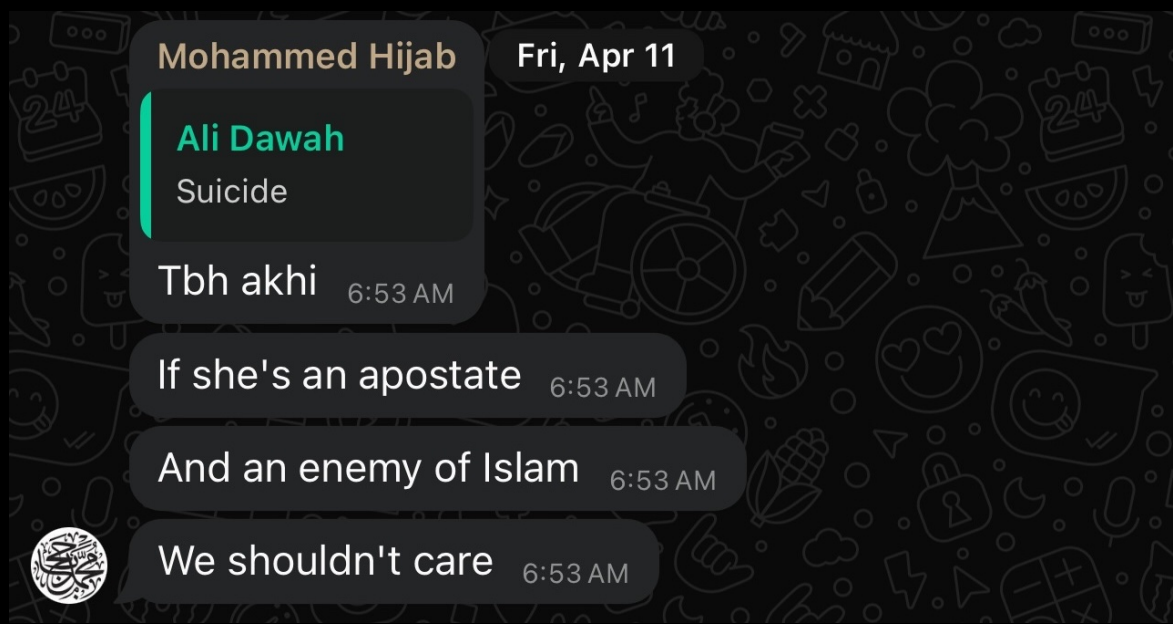 Mohammed Hijab
Fri, Apr 11
Ali Dawah
Suicide
Tbh akhi 6:53 AM
If she's an apostate 6:53 AM
And an enemy of Islam 6:53 AM
We shouldn't care 6:53 AM